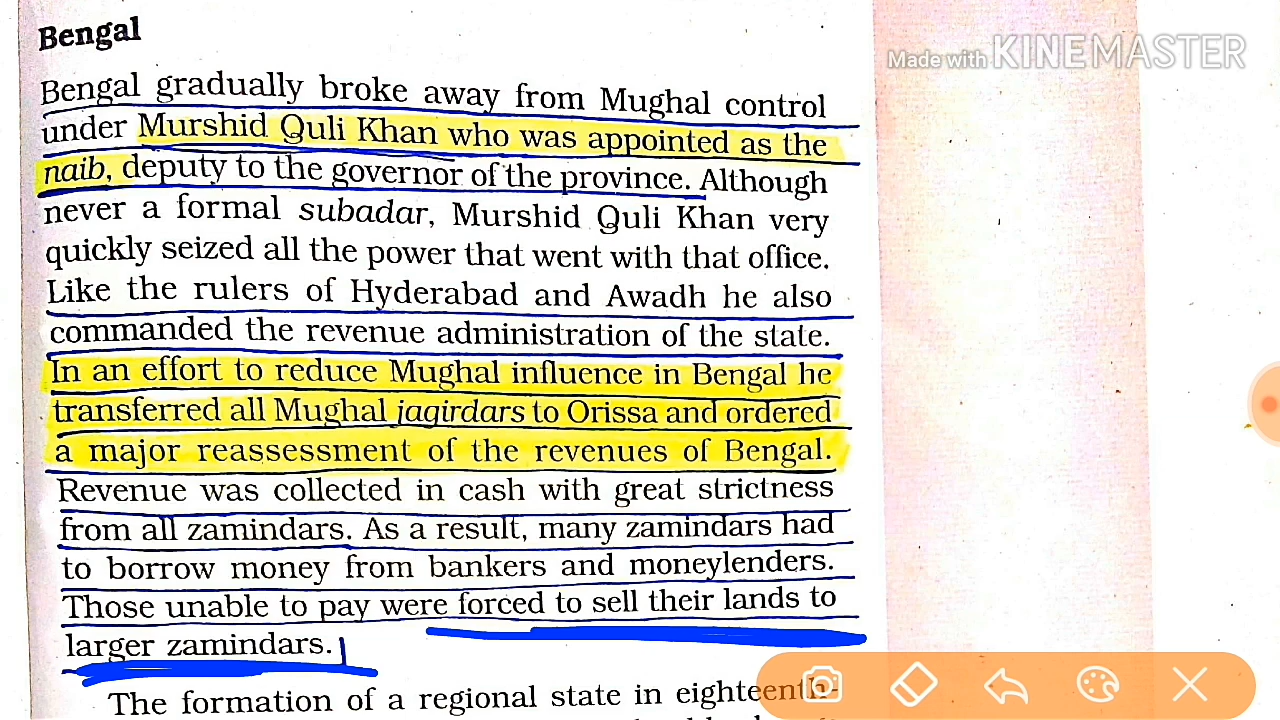 Bengal
Made with KINEMASTER
Bengal gradually broke away from Mughal control
under Murshid Quli Khan who was appointed as the
naib, deputy to the governor of the province. Although
never a formal subadar, Murshid Quli Khan very
quickly seized all the power that went with that office.
Like the rulers of Hyderabad and Awadh he also
commanded the revenue administration of the state.
In an effort to reduce Mughal influence in Bengal he
transferred all Mughal jagirdars to Orissa and ordered
a major reassessment of the revenues of Bengal.
Revenue was collected in cash with great strictness
from all zamindars. As a result, many zamindars had
to borrow money from bankers and moneylenders.
Those unable to pay were forced to sell their lands to
larger zamindars.
The formation of a regional state in eighteenth-